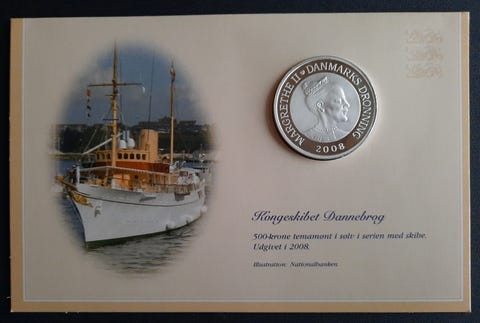 MARGRETHE II ♥ DANMARKS DRONNING
2008
Kongeskibet Dannebrog
500-krone temamønt i sølv i serien med skibe.
Udgivet i 2008.
Illustration: Nationalbanken